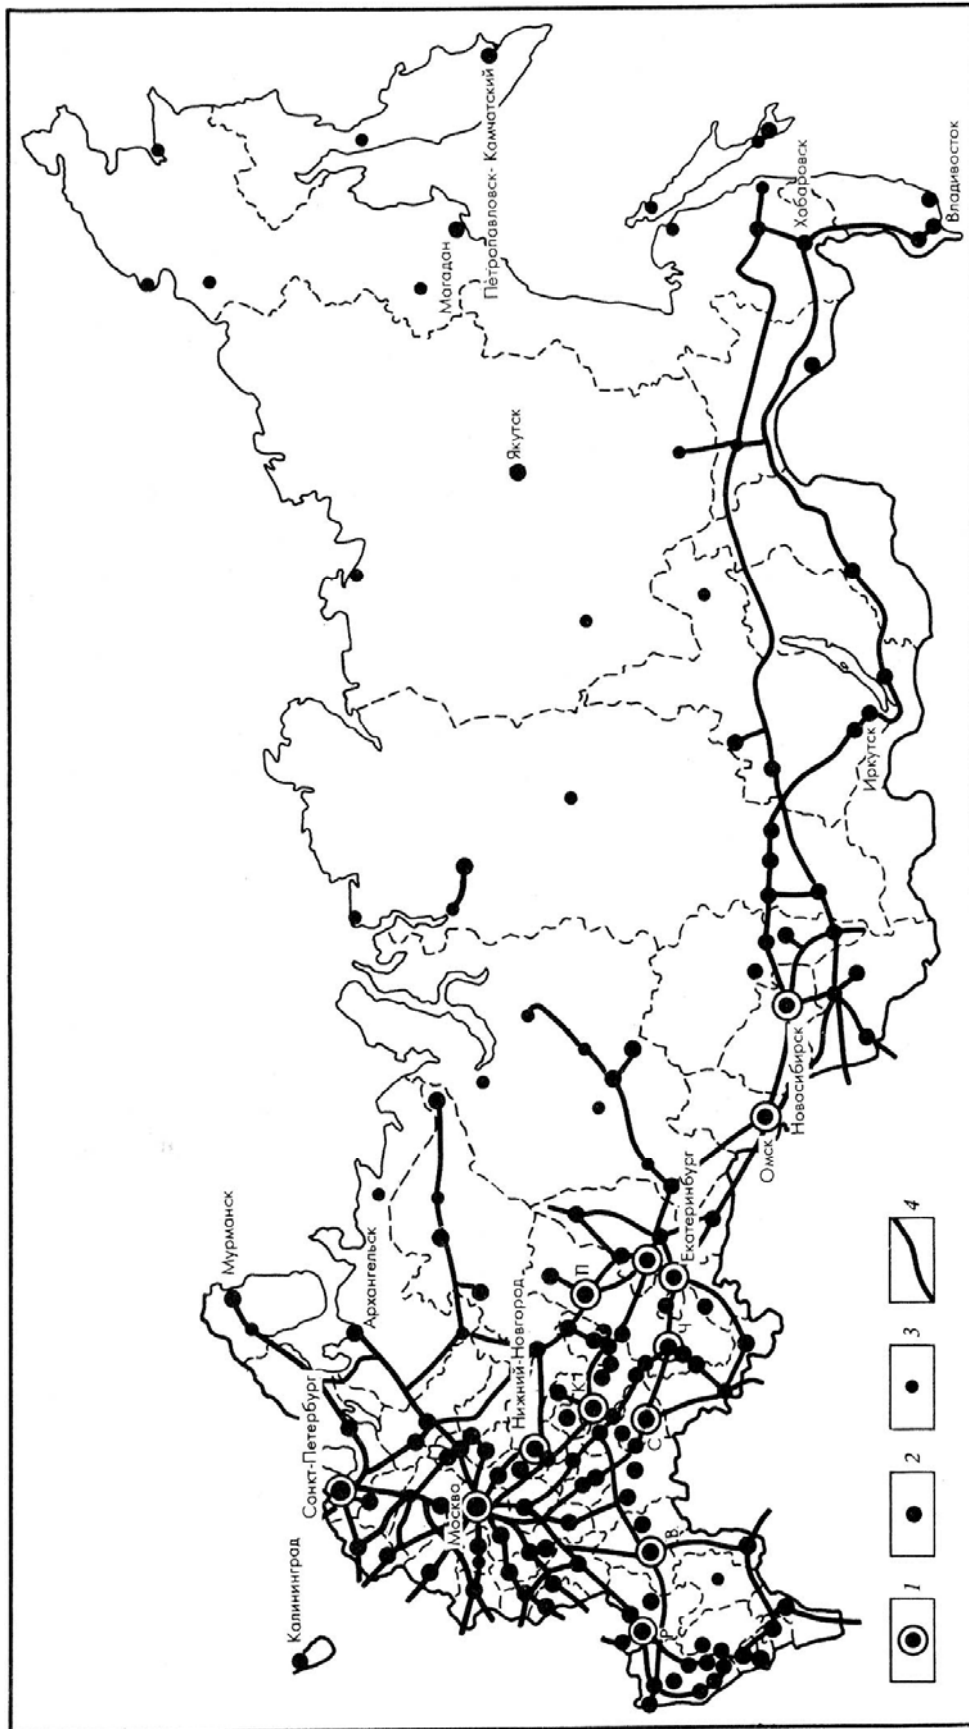 Мурманск
Калининград
Санкт-Петербург
Архангельск
Москва
Нижний-Новгород
П
К
Ч
С
В
Р
Екатеринбург
Омск
Новосибирск
Иркутск
Якутск
Магадан
Петропавловск-Камчатский
Хабаровск
Владивосток
1
2
3
4